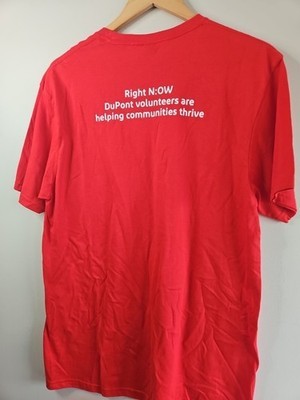 Right N:OW
DuPont volunteers are
helping communities thrive